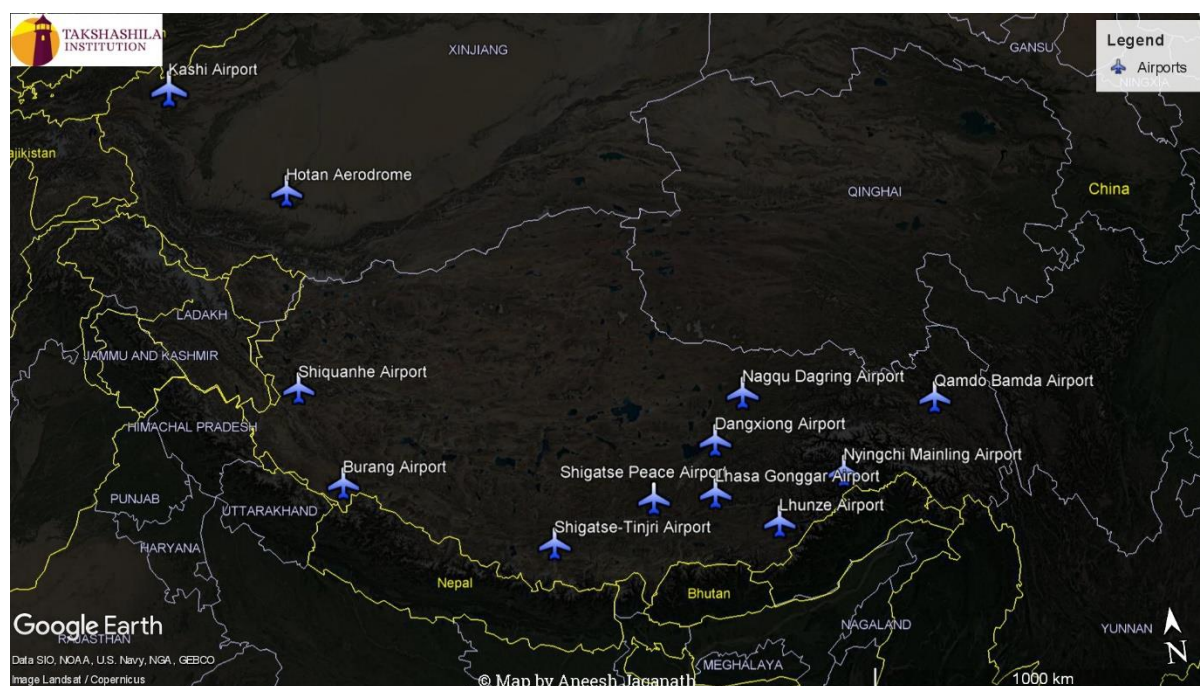 TAKSHASHILA
INSTITUTION
XINJIANG
GANSU
Legend
Airports
NINGXIA
Kashi Airport
ajikistan
Hotan Aerodrome
QINGHAI
China
LADAKH
JAMMU AND KASHMIR
Shiquanhe Airport
Nagqu Dagring Airport
Qamdo Bamda Airport
HIMACHAL PRADESH
Dangxiong Airport
Burang Airport
Shigatse Peace Airport
Nyingchi Mainling Airport
Lhasa Gonggar Airport
PUNJAB
UTTARAKHAND
Shigatse-Tinjri Airport
Lhunze Airport
HARYANA
Nepal
Bhutan
Google Earth
RAJASTHAN
NAGALAND
YUNNAN
N
Data SIO, NOAA, U.S. Navy, NGA, GEBCO
MEGHALAYA
Image Landsat / Copernicus
© Map by Aneesh Jaganath
1000 km